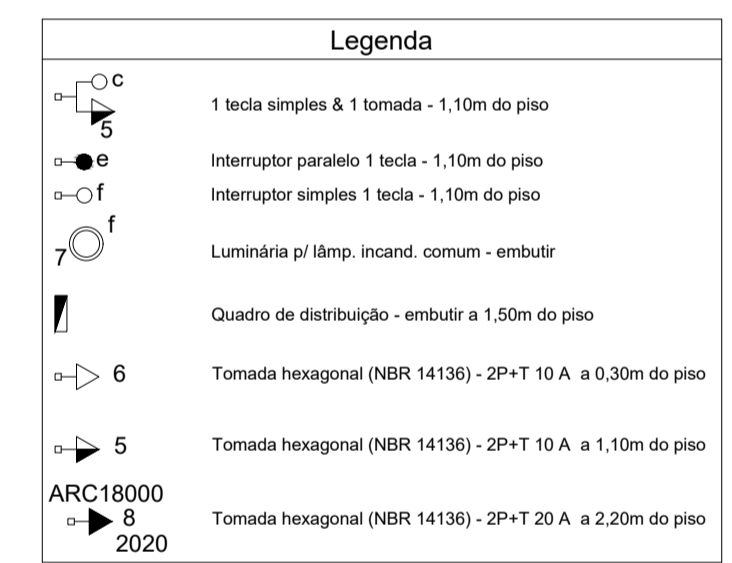 Legenda
c
5
1 tecla simples & 1 tomada - 1,10m do piso
e
Interruptor paralelo 1 tecla - 1,10m do piso
f
Interruptor simples 1 tecla - 1,10m do piso
f
7
Luminária p/ lâmp. incand. comum - embutir
Quadro de distribuição - embutir a 1,50m do piso
6 Tomada hexagonal (NBR 14136) - 2P+T 10 A a 0,30m do piso
5 Tomada hexagonal (NBR 14136) - 2P+T 10 A a 1,10m do piso
ARC18000
8 Tomada hexagonal (NBR 14136) - 2P+T 20 A a 2,20m do piso
2020